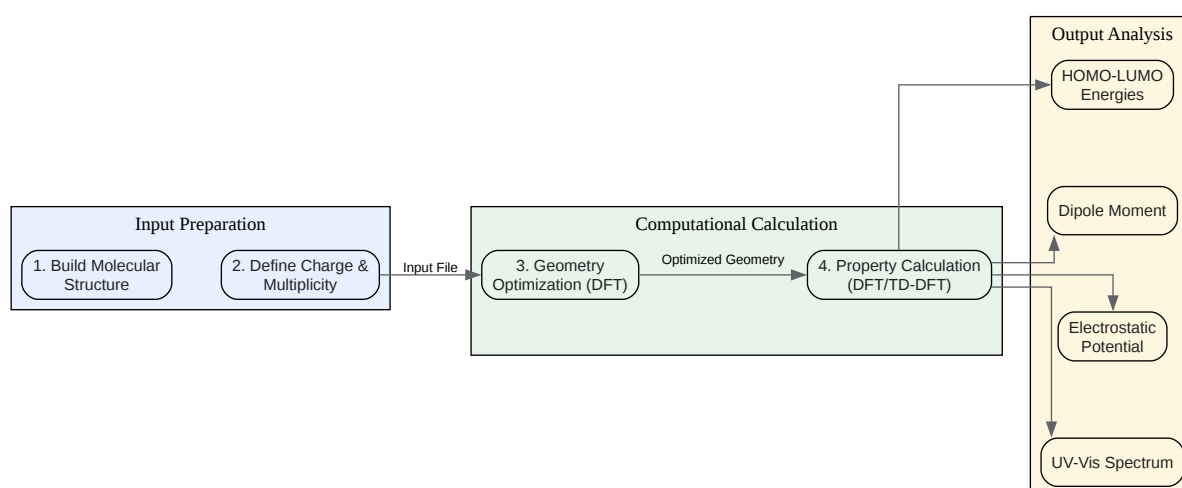 Input Preparation
1. Build Molecular
Structure
2. Define Charge &
Multiplicity
Input File
Computational Calculation
3. Geometry
Optimization (DFT)
Optimized Geometry
4. Property Calculation
(DFT/TD-DFT)
Output Analysis
HOMO-LUMO
Energies
Dipole Moment
Electrostatic
Potential
UV-Vis Spectrum